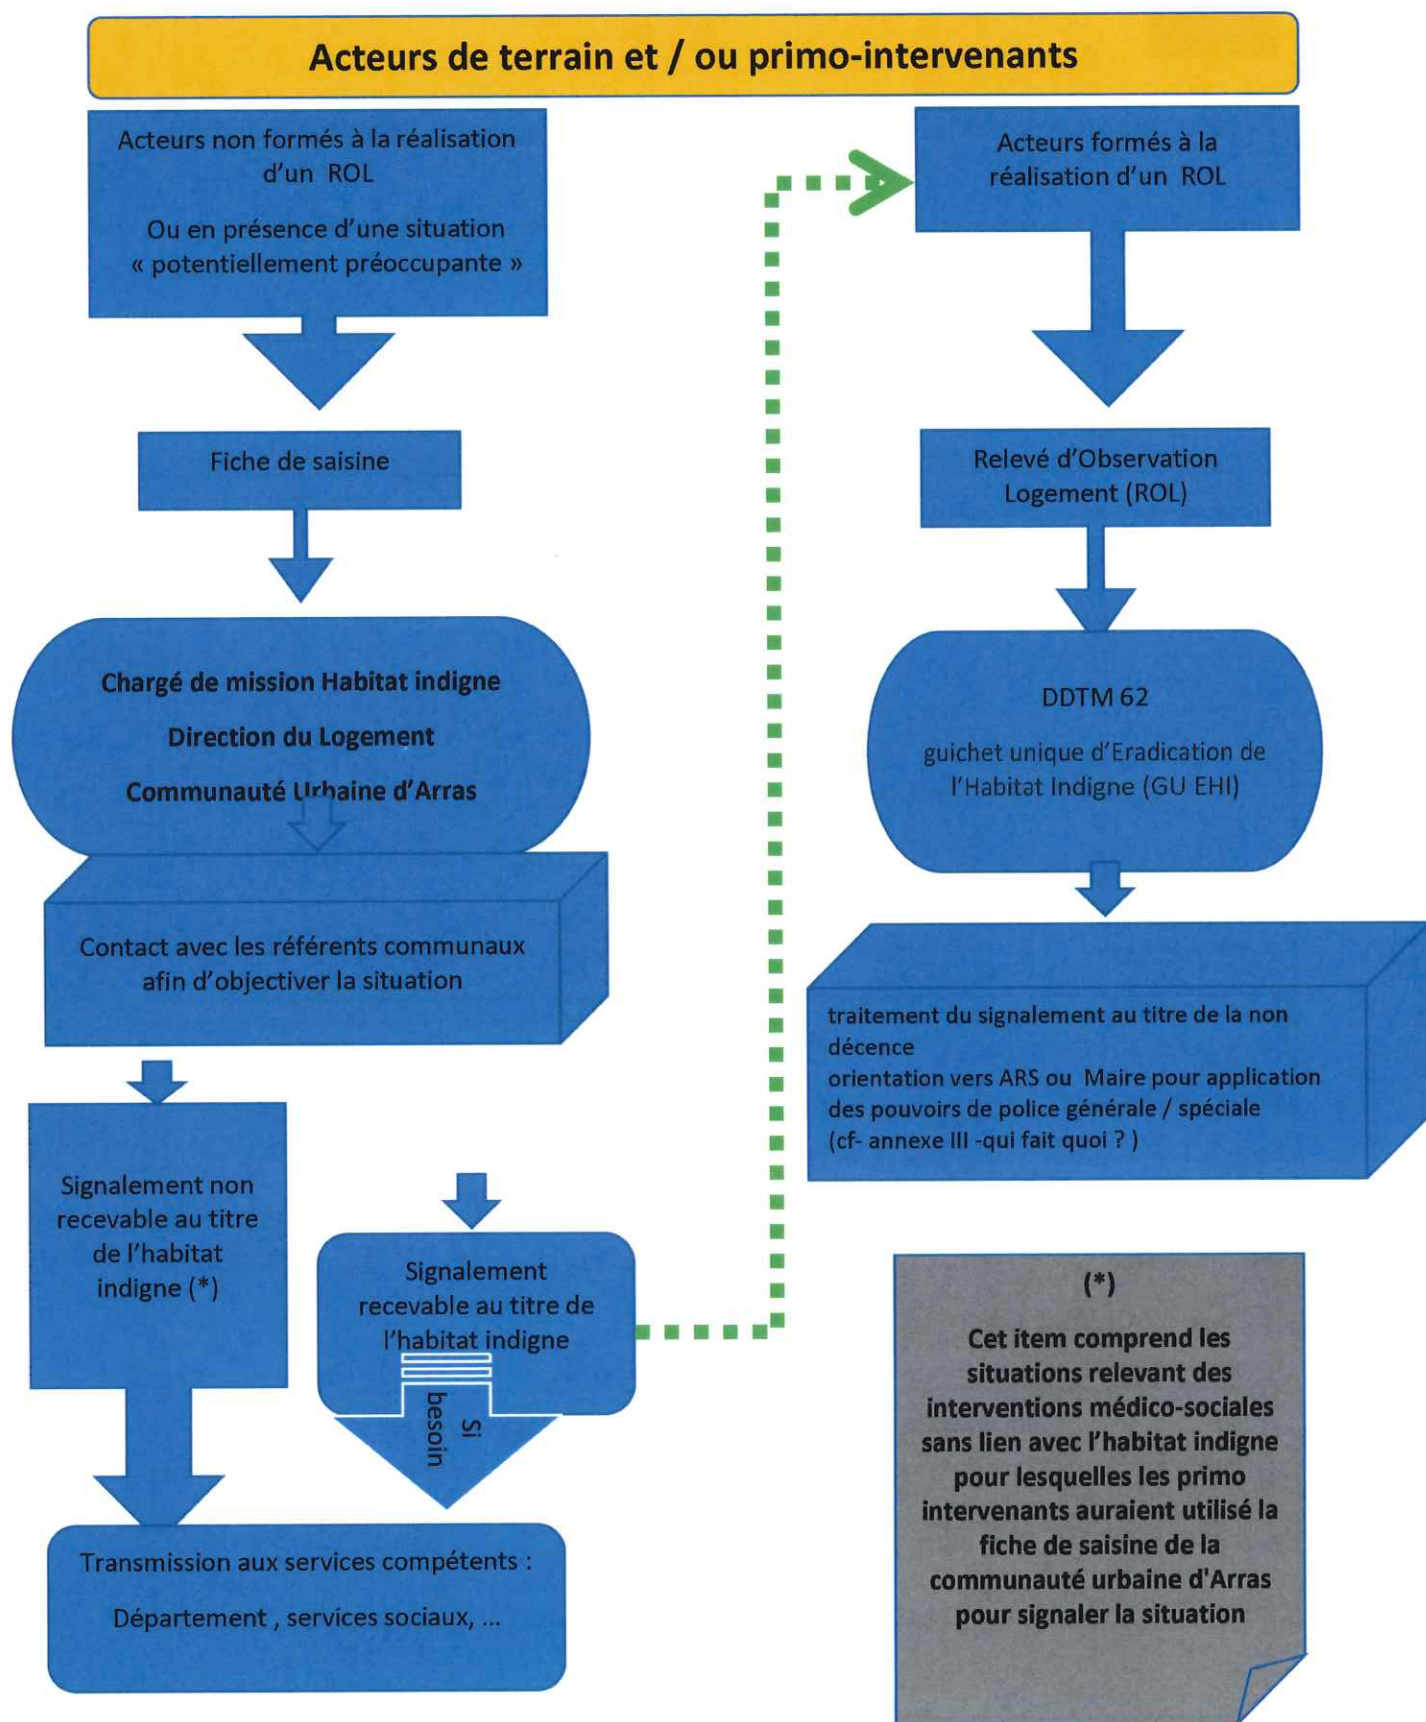 Acteurs de terrain et / ou primo-intervenants
Acteurs non formés à la réalisation
d’un ROL
Ou en présence d’une situation
« potentiellement préoccupante »
Fiche de saisine
Chargé de mission Habitat indigne
Direction du Logement
Communauté Urbaine d’Arras
Contact avec les référents communaux
afin d’objectiver la situation
Signalement non
recevable au titre
de l’habitat
indigne (*)
Signalement
recevable au titre de
l’habitat indigne
Si
besoin
Transmission aux services compétents :
Département , services sociaux, ...
Acteurs formés à la
réalisation d’un ROL
Relevé d’Observation
Logement (ROL)
DDTM 62
guichet unique d’Eradication de
l’Habitat Indigne (GU EHI)
traitement du signalement au titre de la non
décence
orientation vers ARS ou Maire pour application
des pouvoirs de police générale / spéciale
(cf- annexe III -qui fait quoi ? )
(*)
Cet item comprend les
situations relevant des
interventions médico-sociales
sans lien avec l’habitat indigne
pour lesquelles les primo
intervenants auraient utilisé la
fiche de saisine de la
communauté urbaine d'Arras
pour signaler la situation